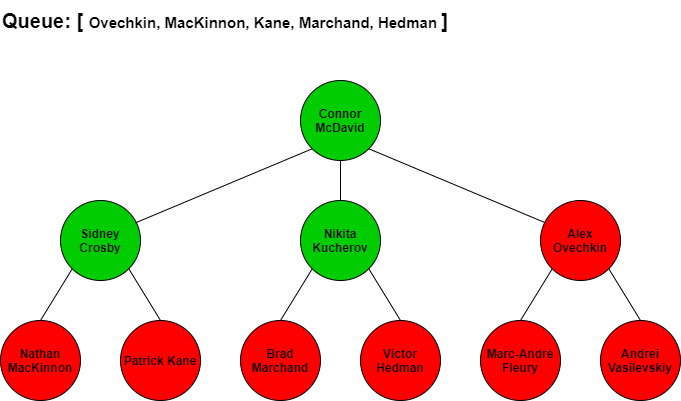 Queue: [ Ovechkin, MacKinnon, Kane, Marchand, Hedman ]
Connor
McDavid
Sidney
Crosby
Nikita
Kucherov
Alex
Ovechkin
Nathan
MacKinnon
Patrick Kane
Brad
Marchand
Victor
Hedman
Marc-Andre
Fleury
Andrei
Vasilevskiy